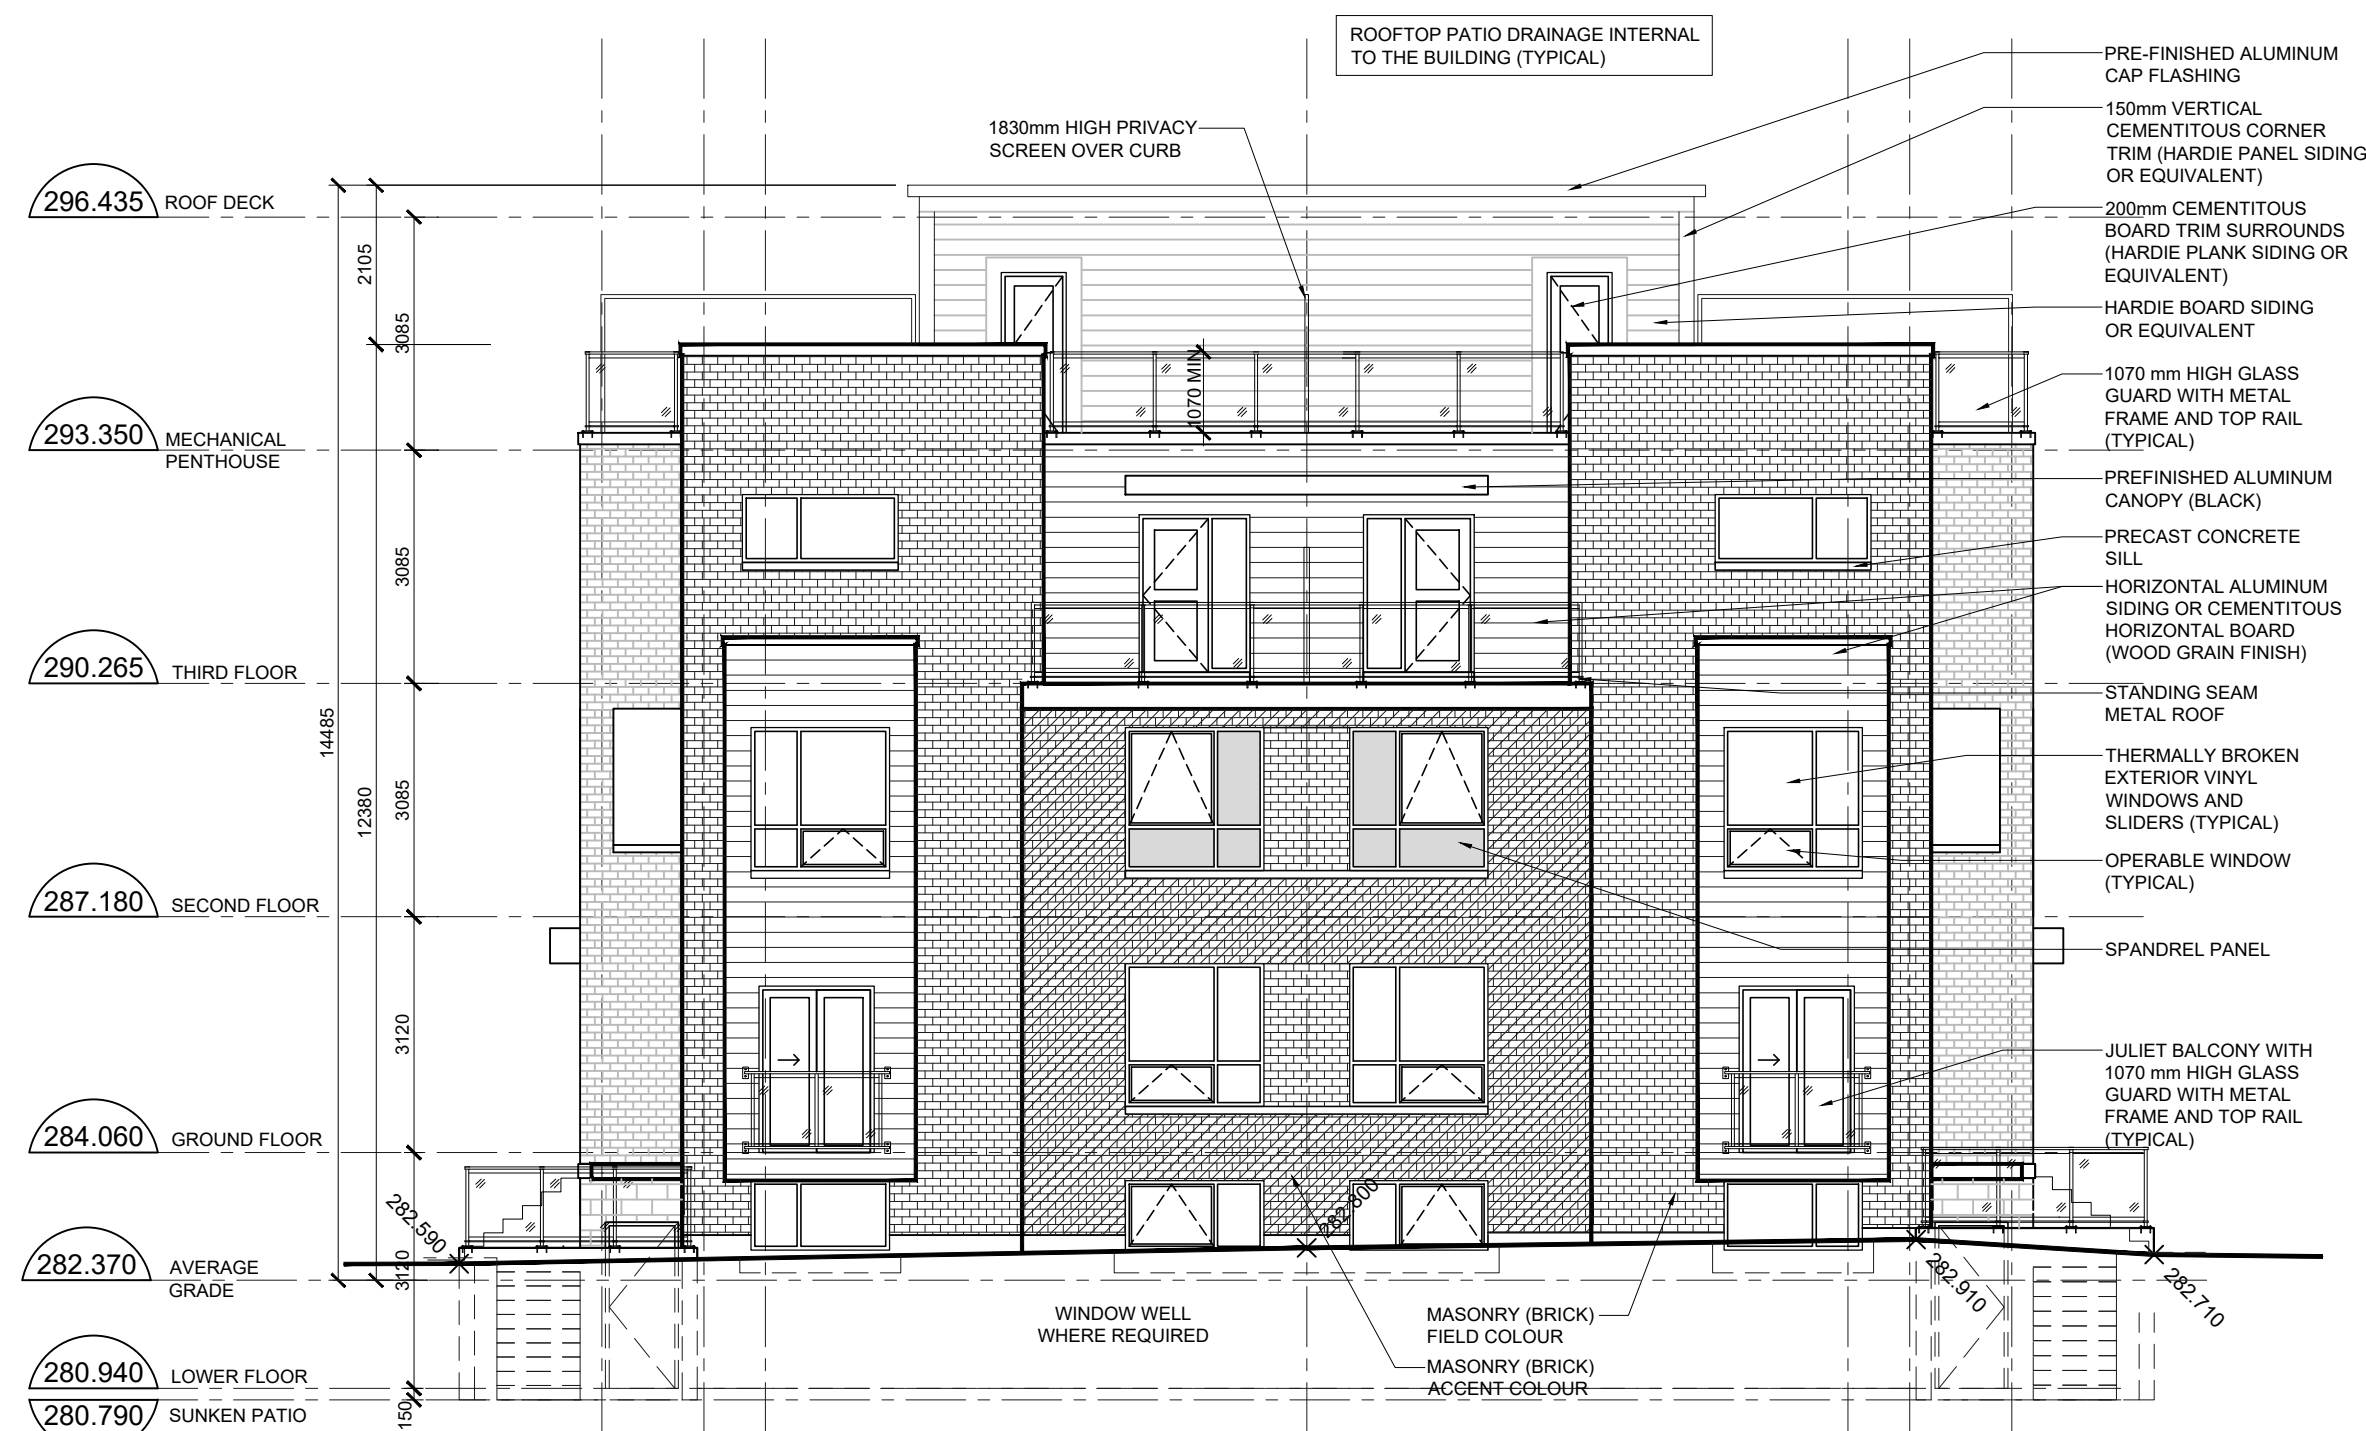 ROOFTOP PATIO DRAINAGE INTERNAL
TO THE BUILDING (TYPICAL)
1830mm HIGH PRIVACY
SCREEN OVER CURB
PRE-FINISHED ALUMINUM
CAP FLASHING
150mm VERTICAL
CEMENTITOUS CORNER
TRIM (HARDIE PANEL SIDING
OR EQUIVALENT)
200mm CEMENTITOUS
BOARD TRIM SURROUNDS
(HARDIE PLANK SIDING OR
EQUIVALENT)
HARDIE BOARD SIDING
OR EQUIVALENT
1070 mm HIGH GLASS
GUARD WITH METAL
FRAME AND TOP RAIL
(TYPICAL)
PREFINISHED ALUMINUM
CANOPY (BLACK)
PRECAST CONCRETE
SILL
HORIZONTAL ALUMINUM
SIDING OR CEMENTITOUS
HORIZONTAL BOARD
(WOOD GRAIN FINISH)
STANDING SEAM
METAL ROOF
THERMALLY BROKEN
EXTERIOR VINYL
WINDOWS AND
SLIDERS (TYPICAL)
OPERABLE WINDOW
(TYPICAL)
SPANDREL PANEL
JULIET BALCONY WITH
1070 mm HIGH GLASS
GUARD WITH METAL
FRAME AND TOP RAIL
(TYPICAL)
296.435 ROOF DECK
293.350 MECHANICAL
PENTHOUSE
290.265 THIRD FLOOR
287.180 SECOND FLOOR
284.060 GROUND FLOOR
282.370 AVERAGE
GRADE
280.940 LOWER FLOOR
280.790 SUNKEN PATIO
14485
2105
12380
3085
3085
3085
3120
3120
150
1070 MIN
282.590
282.800
282.910
282.710
WINDOW WELL
WHERE REQUIRED
MASONRY (BRICK)
FIELD COLOUR
MASONRY (BRICK)
ACCENT COLOUR